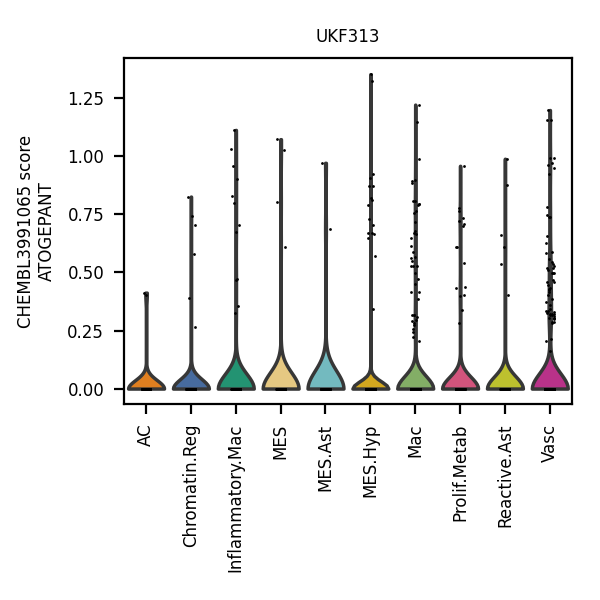 UKF313
CHEMBL3991065 score
ATOGEPANT
1.25
1.00
0.75
0.50
0.25
0.00
AC
Chromatin.Reg
Inflammatory.Mac
MES
MES.Ast
MES.Hyp
Mac
Prolif.Metab
Reactive.Ast
Vasc